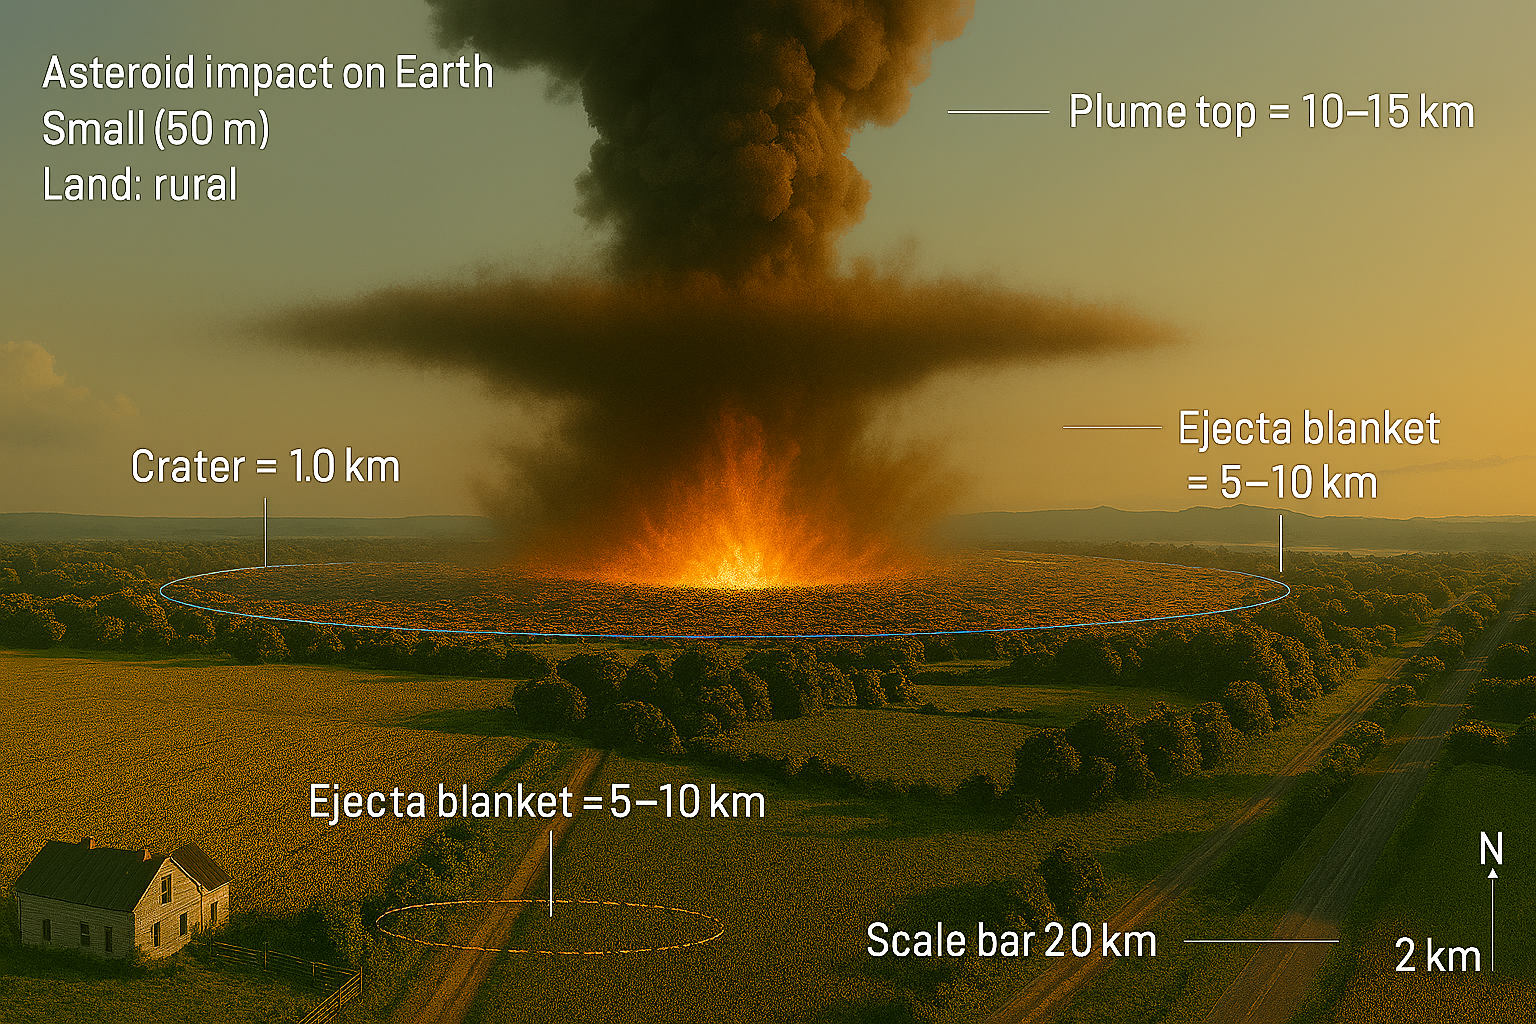 Asteroid impact on Earth
Small (50 m)
Land: rural
Plume top = 10–15 km
Ejecta blanket
= 5–10 km
Crater = 1.0 km
Ejecta blanket = 5–10 km
N
Scale bar 20 km
2 km